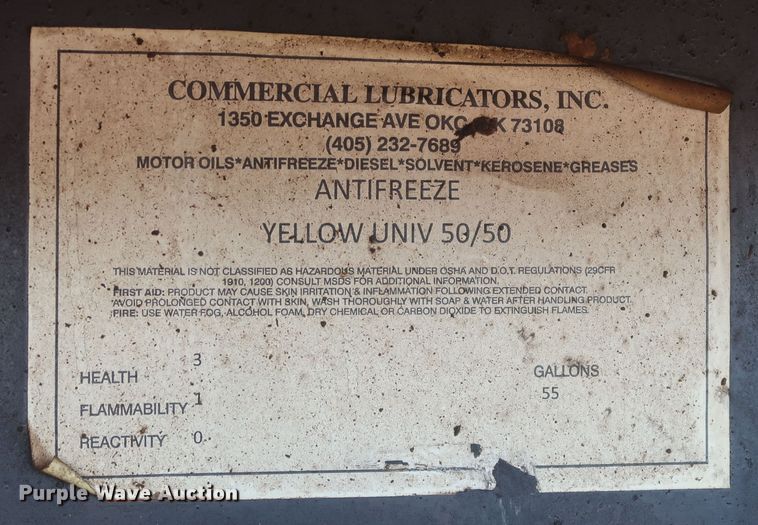 COMMERCIAL LUBRICATORS, INC.
1350 EXCHANGE AVE OKC 73108
(405) 232-7689
MOTOR OILS*ANTIFREEZE*DIESEL*SOLVENT*KEROSENE*GREASES
ANTIFREEZE
YELLOW UNIV 50/50
THIS MATERIAL IS NOT CLASSIFIED AS HAZARDOUS MATERIAL UNDER OSHA AND D.O.T. REGULATIONS (29CFR
1910, 1200) CONSULT MSDS FOR ADDITIONAL INFORMATION.
FIRST AID: PRODUCT MAY CAUSE SKIN IRRITATION & INFLAMMATION FOLLOWING EXTENDED CONTACT.
AVOID PROLONGED CONTACT WITH SKIN, WASH THOROUGHLY WITH SOAP & WATER AFTER HANDLING PRODUCT.
FIRE: USE WATER FOG, ALCOHOL FOAM, DRY CHEMICAL OR CARBON DIOXIDE TO EXTINGUISH FLAMES.
HEALTH 3
GALLONS
55
FLAMMABILITY 1
REACTIVITY 0
Purple Wave Auction